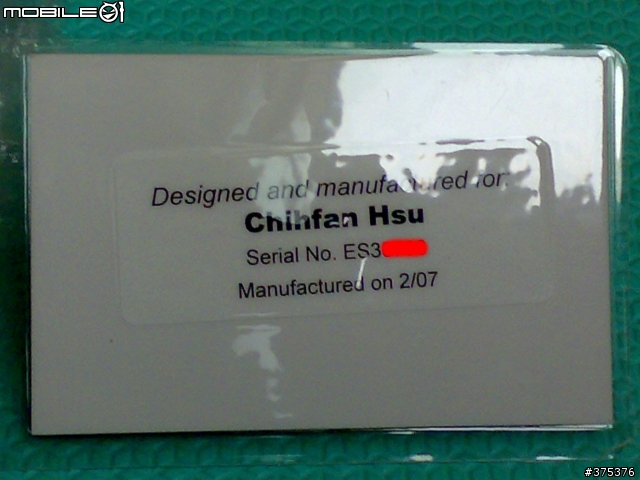 MOBILE01
Designed and manufactured for:
Chihfan Hsu
Serial No. ES3
Manufactured on 2/07
#375376